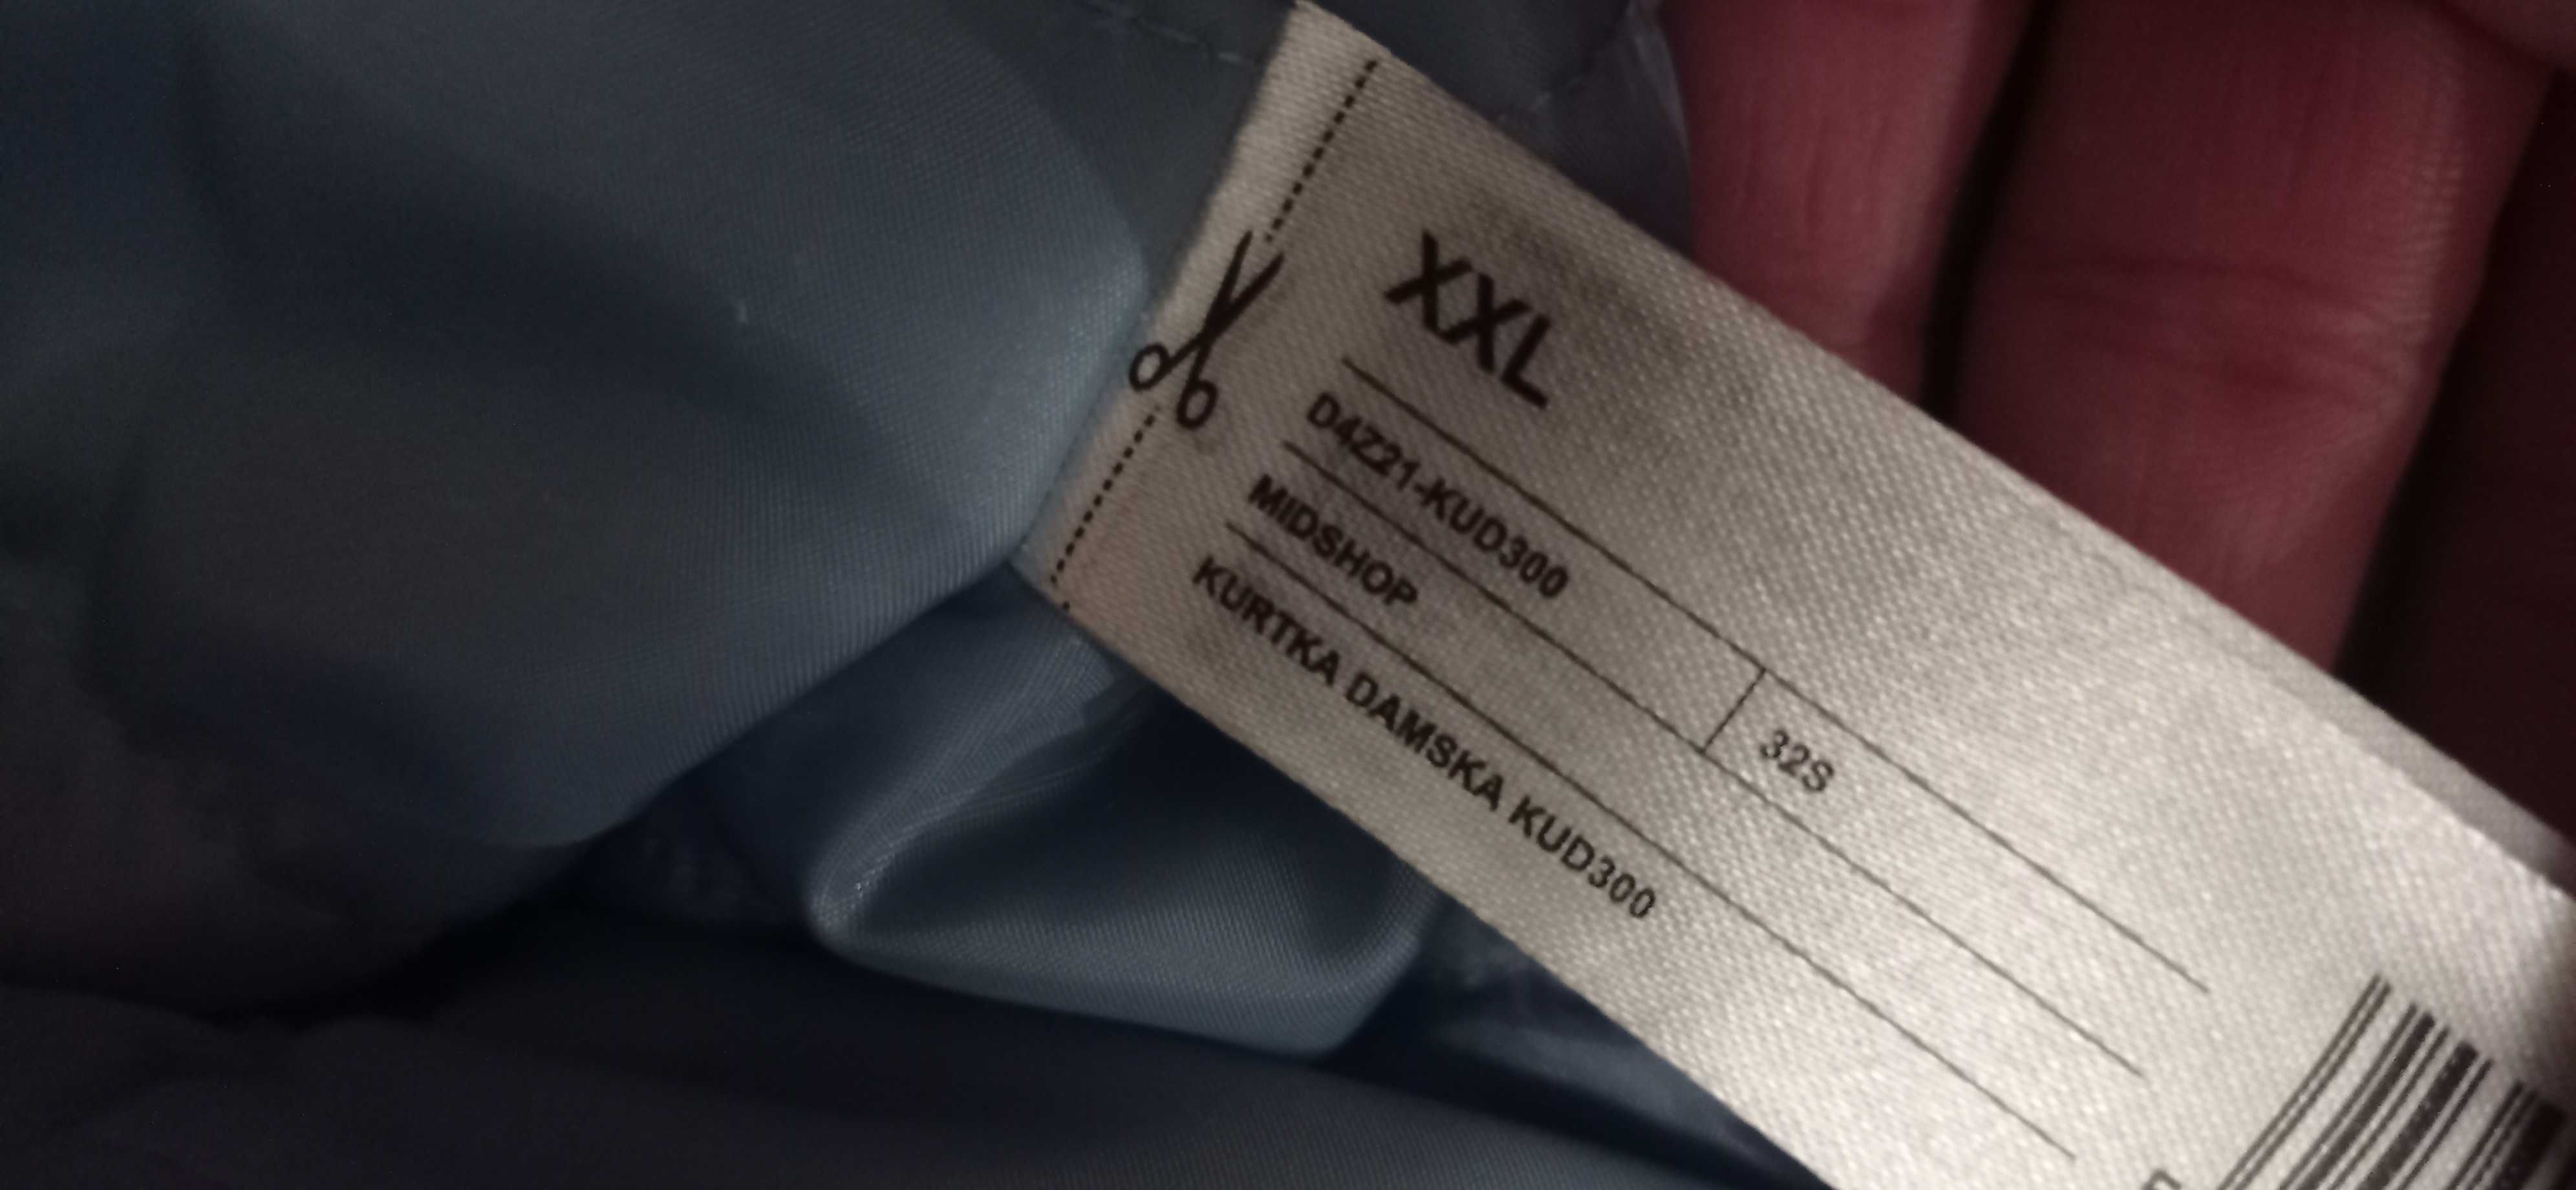 XXL
D4Z21-KUD300 32S
MIDSHOP
KURTKA DAMSKA KUD300